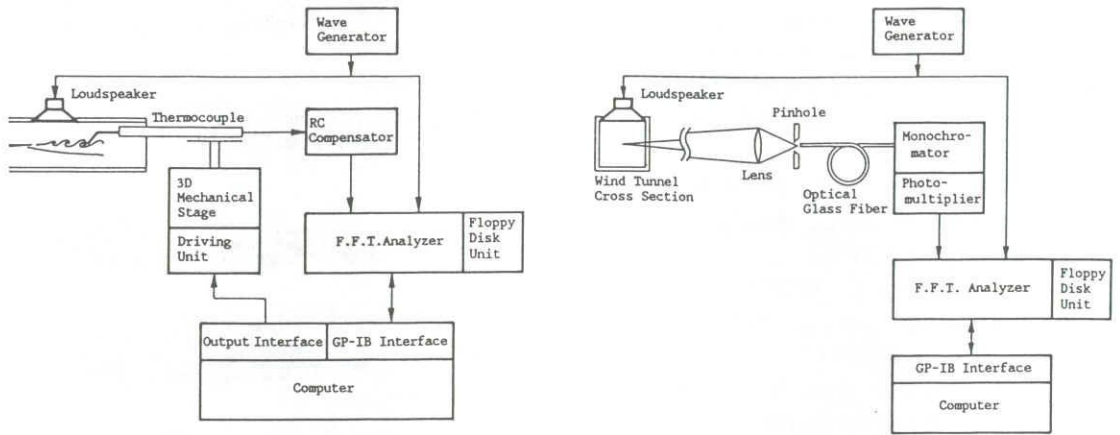 Wave
Generator
Loudspeaker
Thermocouple
RC
Compensator
3D
Mechanical
Stage
Driving
Unit
F.F.T.Analyzer
Floppy
Disk
Unit
Output Interface
GP-IB Interface
Computer
Wave
Generator
Loudspeaker
Pinhole
Lens
Wind Tunnel
Cross Section
Optical
Glass Fiber
Monochro-
mator
Photo-
multiplier
F.F.T. Analyzer
Floppy
Disk
Unit
GP-IB Interface
Computer